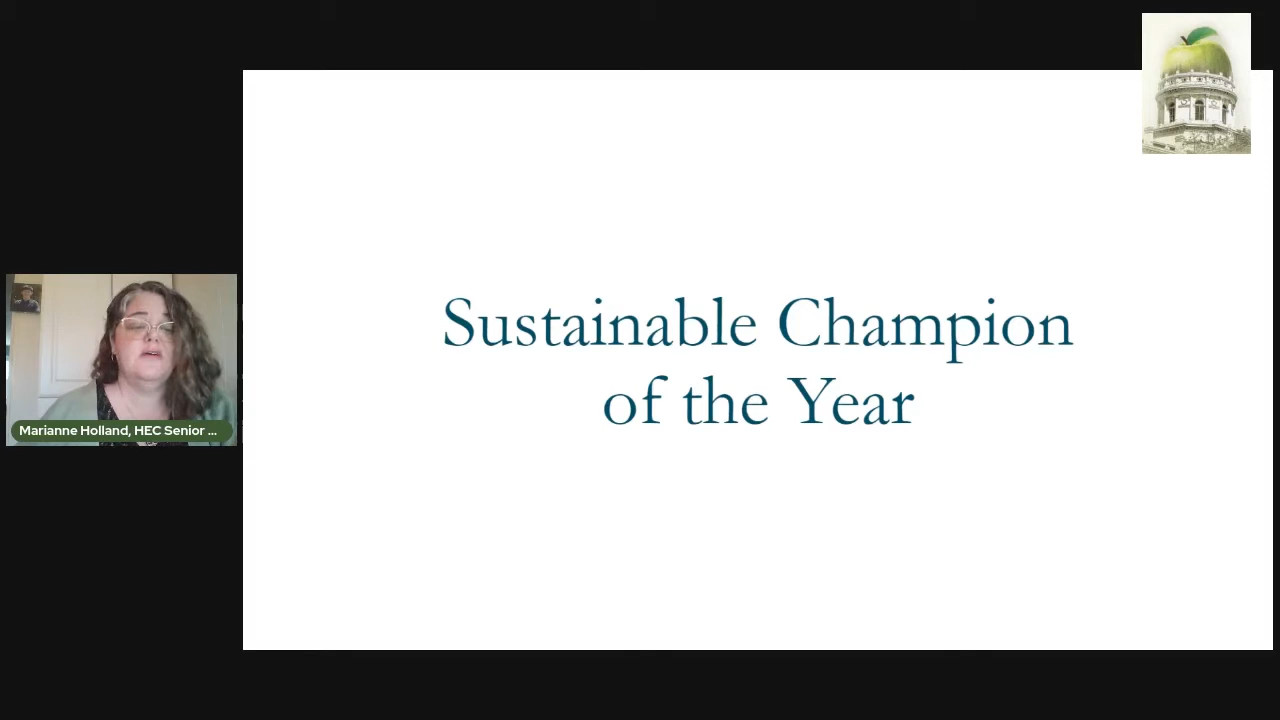 Sustainable Champion
of the Year
Marianne Holland, HEC Senior ...